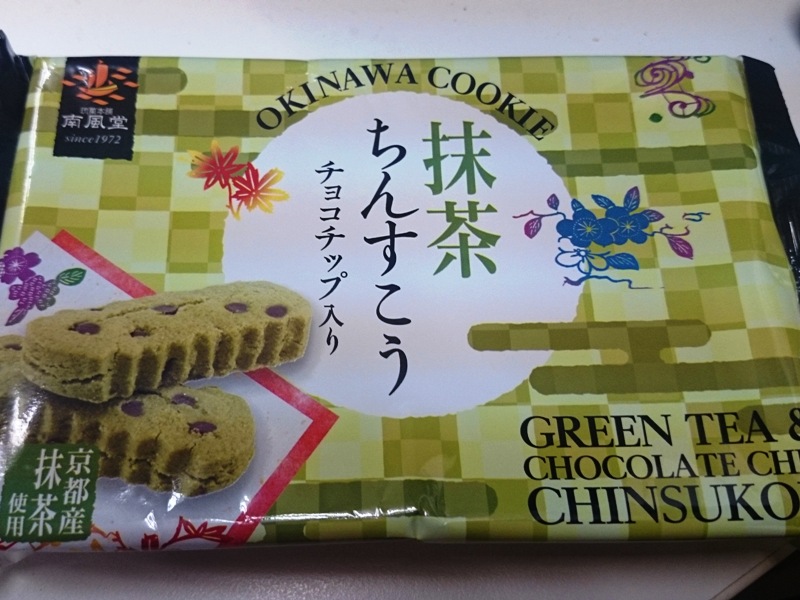 南風堂
since1972
OKINAWA COOKIE
抹茶
ちんすこう
チョコチップ入り
京都産
抹茶
使用
GREEN TEA &
CHOCOLATE CHI
CHINSUKO